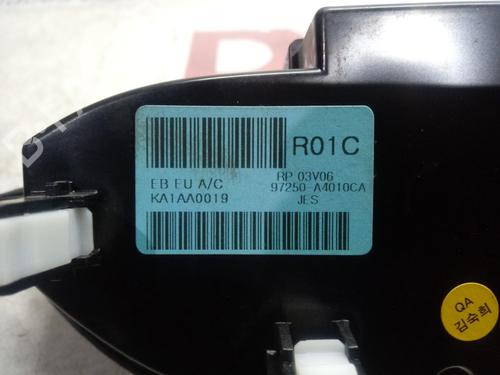 R01C
EB EU A/C
RP 03V06
KA1AA0019
97250-A4010CA
JES
QA
김숙희